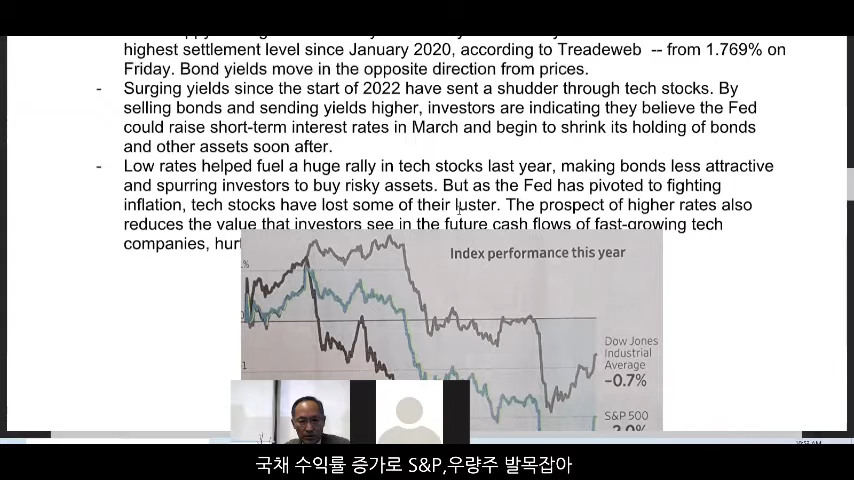 highest settlement level since January 2020, according to Treadeweb -- from 1.769% on
Friday. Bond yields move in the opposite direction from prices.
- Surging yields since the start of 2022 have sent a shudder through tech stocks. By
selling bonds and sending yields higher, investors are indicating they believe the Fed
could raise short-term interest rates in March and begin to shrink its holding of bonds
and other assets soon after.
- Low rates helped fuel a huge rally in tech stocks last year, making bonds less attractive
and spurring investors to buy risky assets. But as the Fed has pivoted to fighting
inflation, tech stocks have lost some of their luster. The prospect of higher rates also
reduces the value that investors see in the future cash flows of fast-growing tech
companies, hurt
Index performance this year
1%
0
-1
Dow Jones
Industrial
Average
-0.7%
S&P 500
국채 수익률 증가로 S&P,우량주 발목잡아